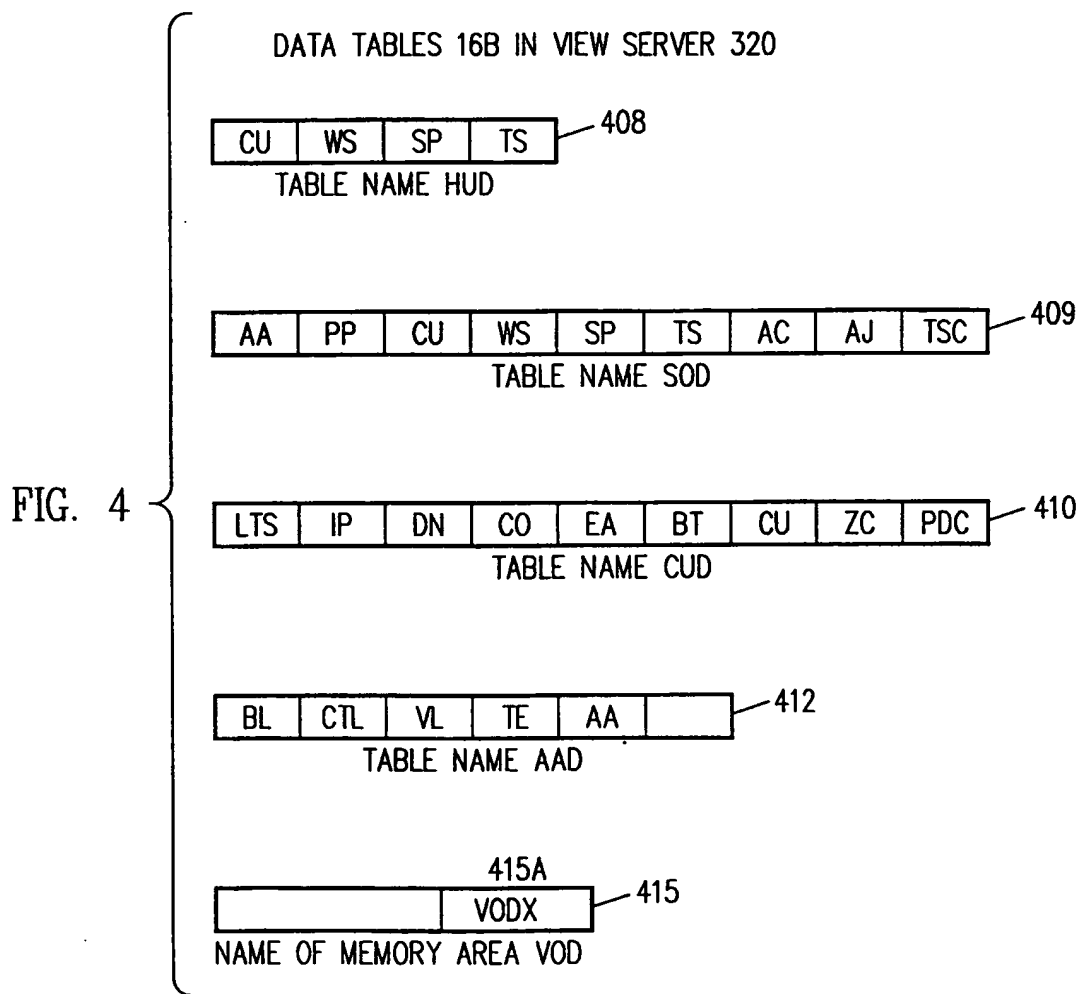 DATA TABLES 16B IN VIEW SERVER 320
CU WS SP TS 408
TABLE NAME HUD
AA PP CU WS SP TS AC AJ TSC 409
TABLE NAME SOD
FIG. 4
LTS IP DN CO EA BT CU ZC PDC 410
TABLE NAME CUD
BL CTL VL TE AA 412
TABLE NAME AAD
415A
VODX 415
NAME OF MEMORY AREA VOD